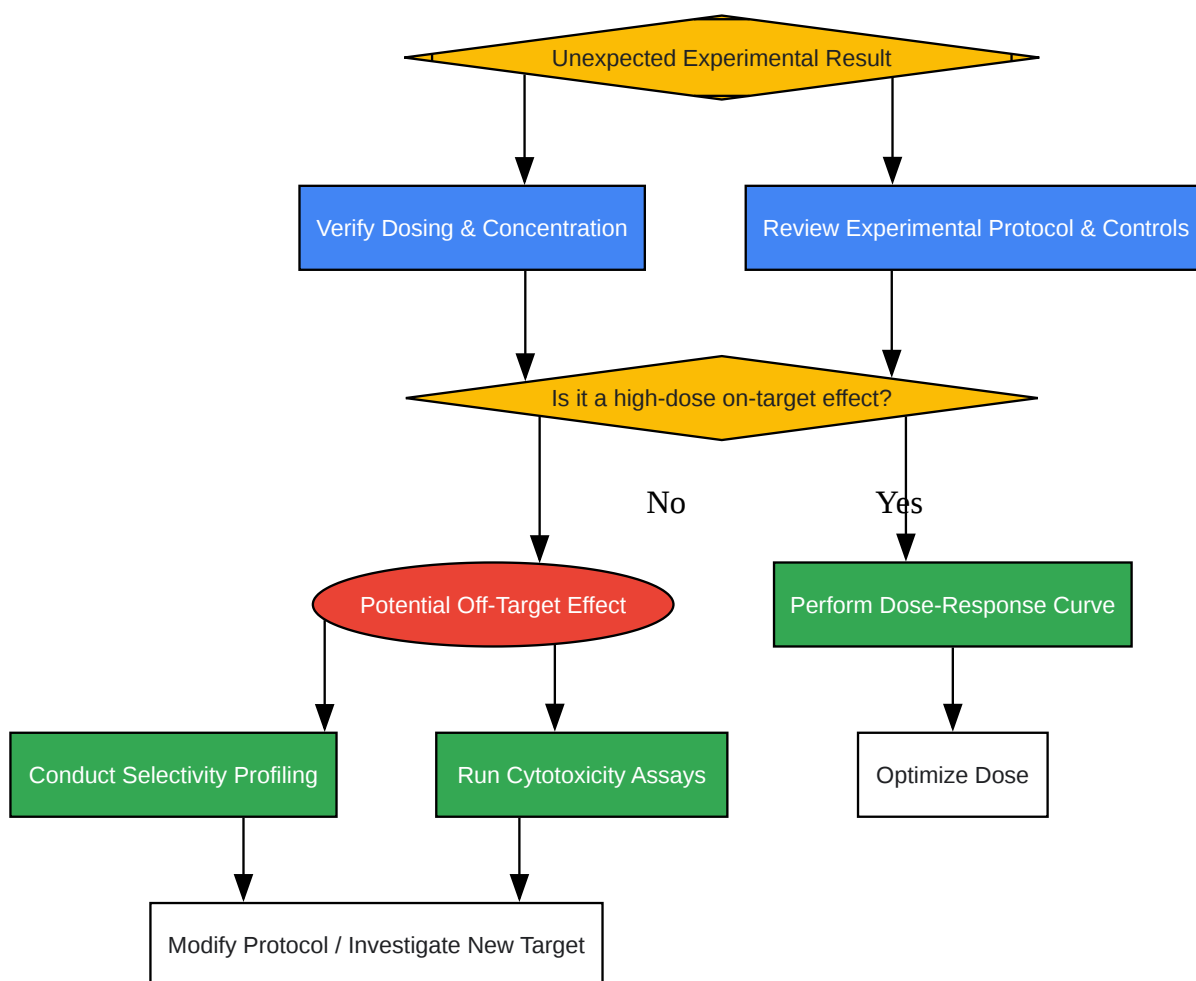 Unexpected Experimental Result
Verify Dosing & Concentration
Review Experimental Protocol & Controls
Is it a high-dose on-target effect?
No
Yes
Potential Off-Target Effect
Perform Dose-Response Curve
Conduct Selectivity Profiling
Run Cytotoxicity Assays
Optimize Dose
Modify Protocol / Investigate New Target